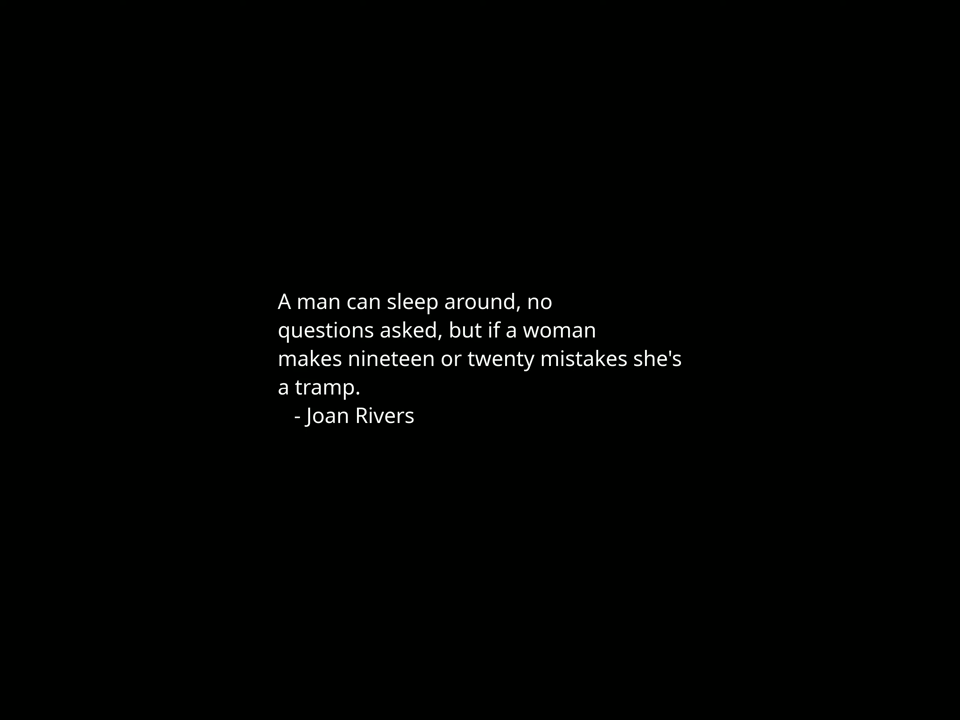 A man can sleep around, no
questions asked, but if a woman
makes nineteen or twenty mistakes she's
a tramp.
- Joan Rivers